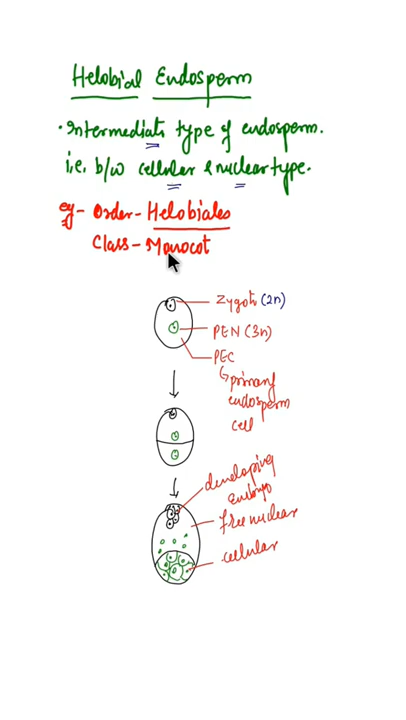 Helobial Endosperm
• Intermediate type of endosperm.
i.e. b/w cellular & nuclear type.
eg- Order - Helobiales
Class - Monocot
Zygote (2n)
PEN (3n)
PEC
↳ primary
endosperm
cell
developing
embryo
free nuclear
cellular